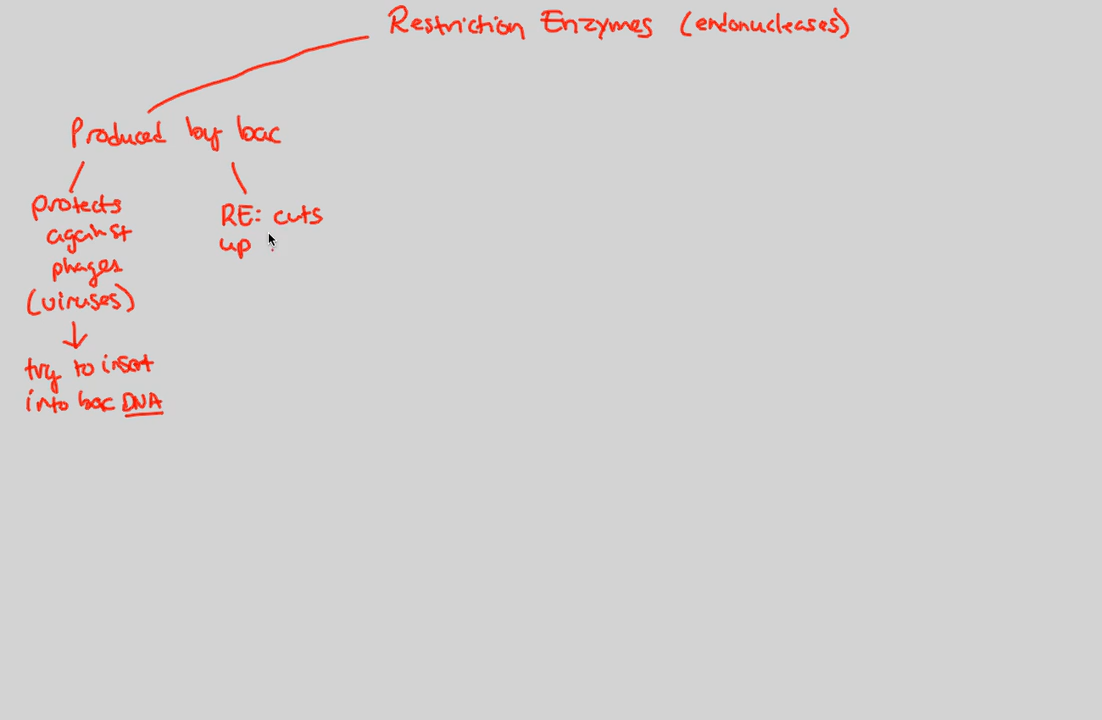 Restriction Enzymes (endonucleases)
Produced by bac
protects
against
phages
(viruses)
↓
try to insert
into bac DNA
RE: cuts
up